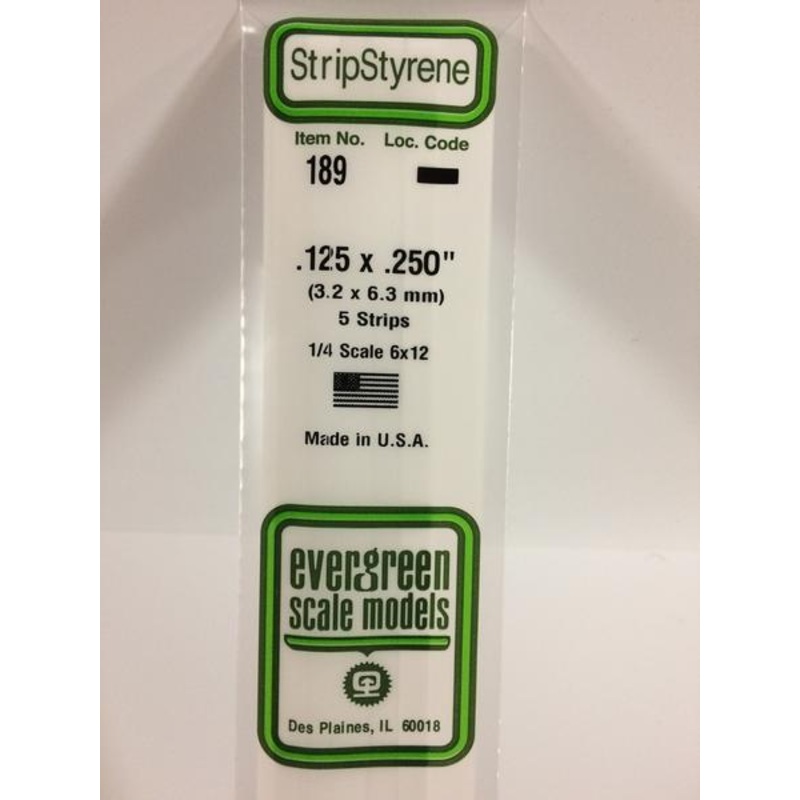 StripStyrene
Item No. Loc. Code
189
.125 x .250"
(3.2 x 6.3 mm)
5 Strips
1/4 Scale 6x12
Made in U.S.A.
evergreen
scale models
Des Plaines, IL 60018